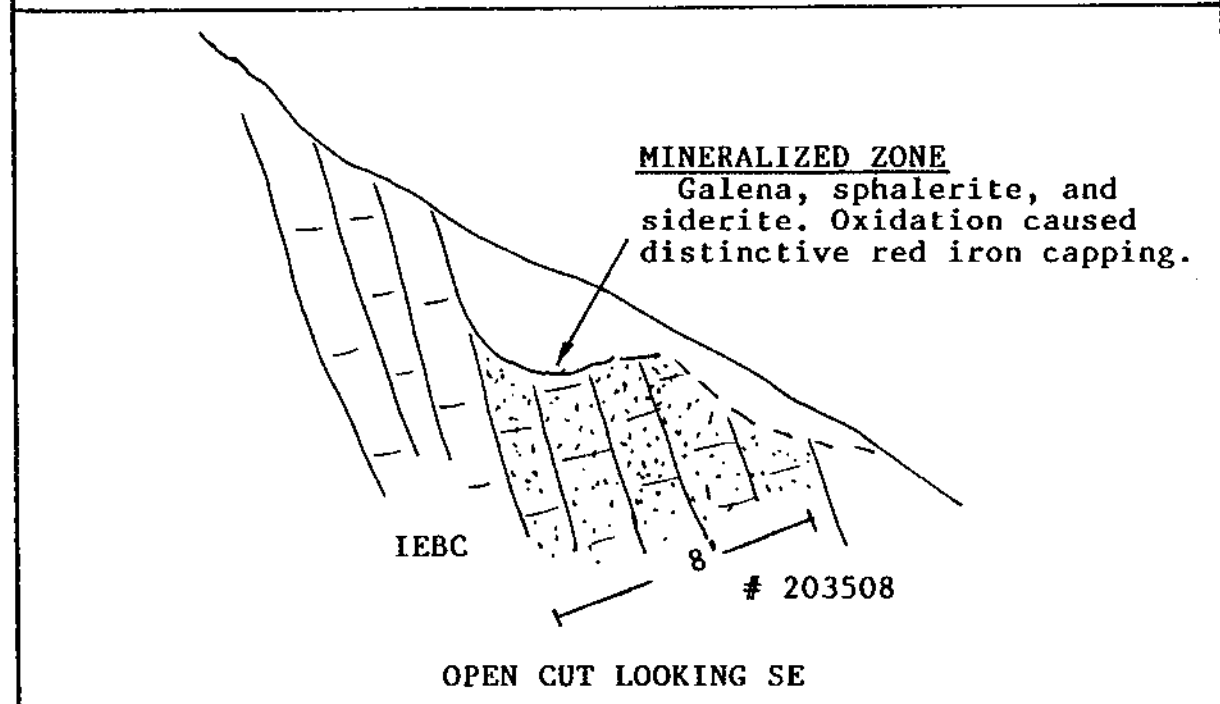 MINERALIZED ZONE
Galena, sphalerite, and
siderite. Oxidation caused
distinctive red iron capping.
IEBC
8
# 203508
OPEN CUT LOOKING SE